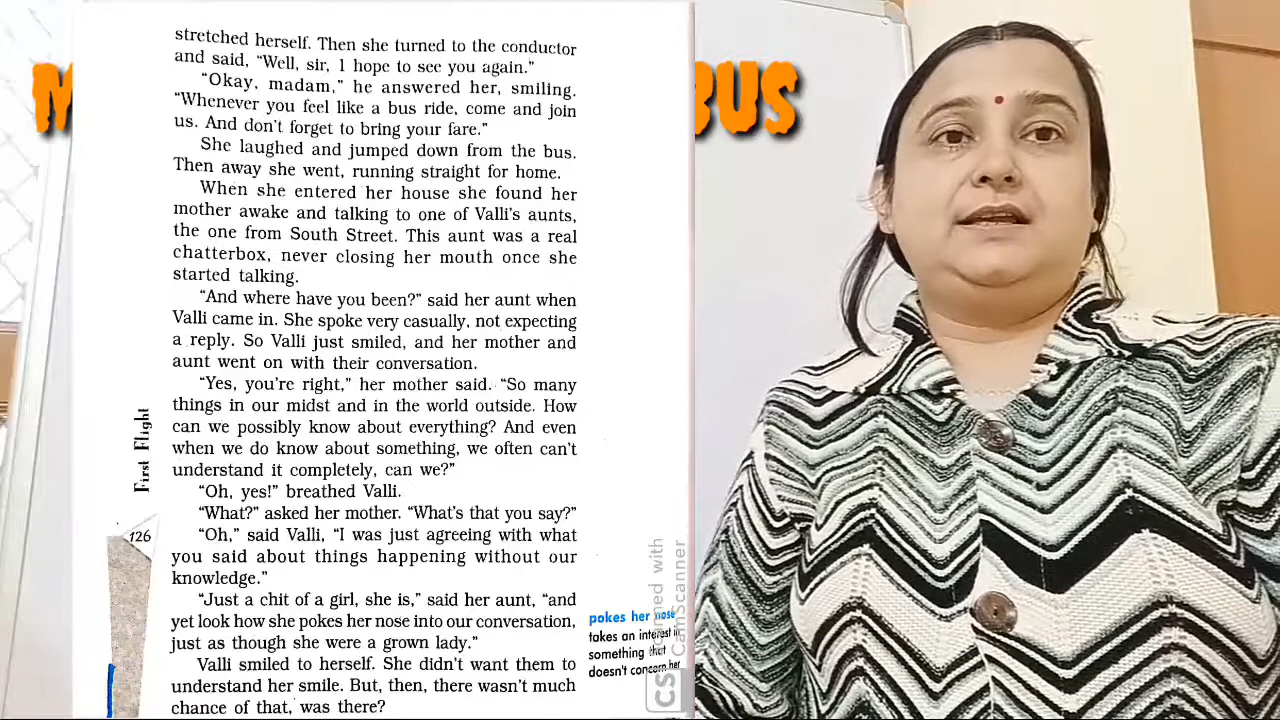 M
BUS
stretched herself. Then she turned to the conductor
and said, “Well, sir, I hope to see you again.”
“Okay, madam,” he answered her, smiling.
“Whenever you feel like a bus ride, come and join
us. And don’t forget to bring your fare.”
She laughed and jumped down from the bus.
Then away she went, running straight for home.
When she entered her house she found her
mother awake and talking to one of Valli’s aunts,
the one from South Street. This aunt was a real
chatterbox, never closing her mouth once she
started talking.
“And where have you been?” said her aunt when
Valli came in. She spoke very casually, not expecting
a reply. So Valli just smiled, and her mother and
aunt went on with their conversation.
“Yes, you’re right,” her mother said. “So many
things in our midst and in the world outside. How
can we possibly know about everything? And even
when we do know about something, we often can’t
understand it completely, can we?”
“Oh, yes!” breathed Valli.
“What?” asked her mother. “What’s that you say?”
“Oh,” said Valli, “I was just agreeing with what
you said about things happening without our
knowledge.”
“Just a chit of a girl, she is,” said her aunt, “and
yet look how she pokes her nose into our conversation,
just as though she were a grown lady.”
Valli smiled to herself. She didn’t want them to
understand her smile. But, then, there wasn’t much
chance of that, was there?
First Flight
126
pokes her nose
takes an interest in
something that
doesn't concern her
CS
Scanned with
CamScanner